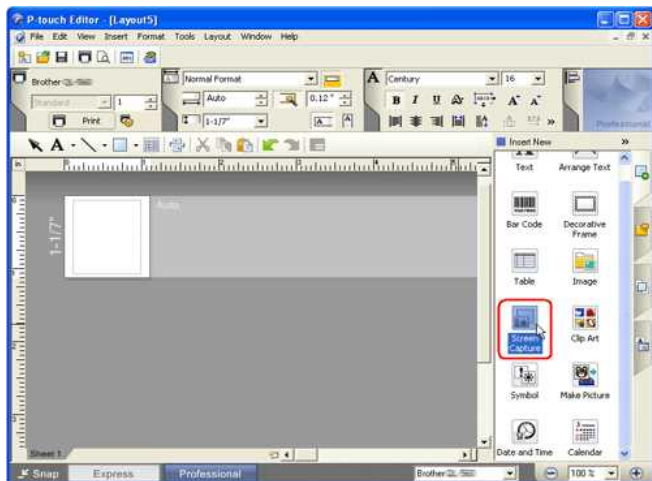 P-touch Editor - [Layout5]
File Edit View Insert Format Tools Layout Window Help
Brother
Normal Format
A Century 16
Standard 1
Auto 0.12"
B I U
Print
1-1/7"
Professional
A
in
Insert New
Text Arrange Text
Auto
1-1/7"
Bar Code Decorative Frame
Table Image
Screen Capture Clip Art
Symbol Make Picture
Date and Time Calendar
Sheet 1
Snap Express Professional Brother 100 %